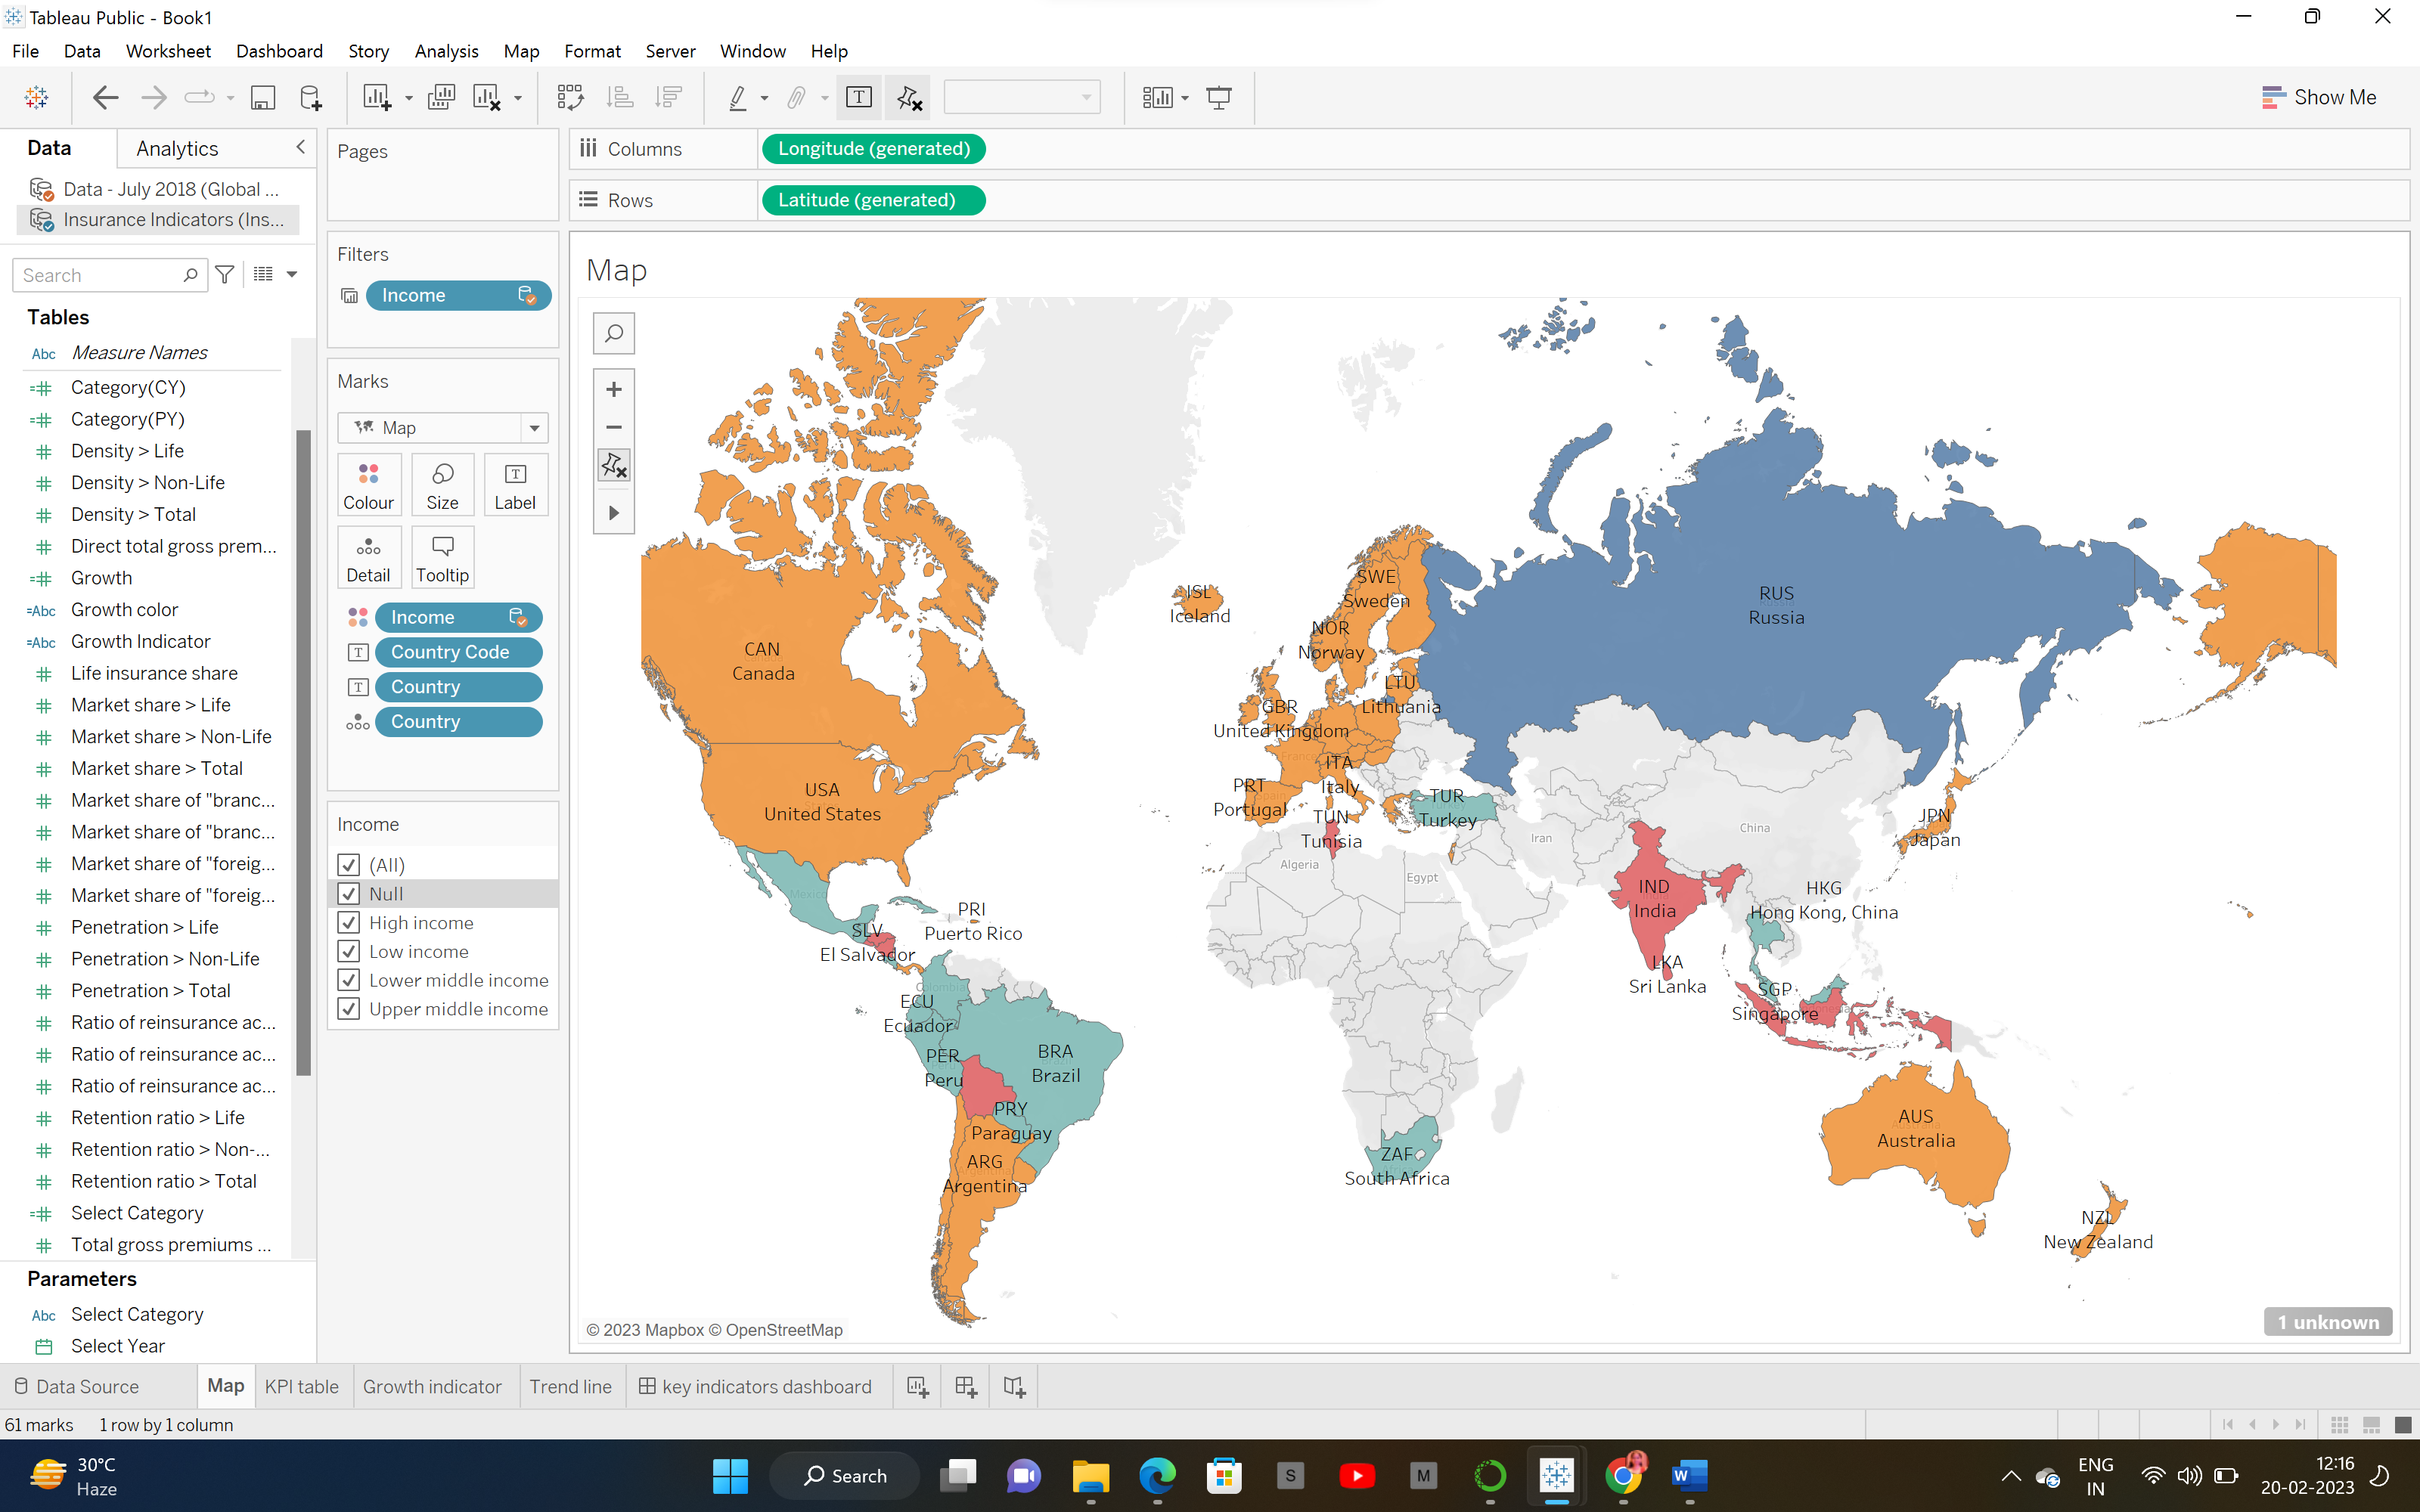 Tableau Public - Book1
File Data Worksheet Dashboard Story Analysis Map Format Server Window Help
Show Me
Data Analytics
Data - July 2018 (Global ...
Insurance Indicators (Ins...
Search
Tables
Abc Measure Names
Category(CY)
Category(PY)
Density > Life
Density > Non-Life
Density > Total
Direct total gross prem...
Growth
Abc Growth color
Abc Growth Indicator
Life insurance share
Market share > Life
Market share > Non-Life
Market share > Total
Market share of "branc...
Market share of "branc...
Market share of "foreig...
Market share of "foreig...
Penetration > Life
Penetration > Non-Life
Penetration > Total
Ratio of reinsurance ac...
Ratio of reinsurance ac...
Ratio of reinsurance ac...
Retention ratio > Life
Retention ratio > Non-...
Retention ratio > Total
Select Category
Total gross premiums ...
Parameters
Abc Select Category
Select Year
Pages
Filters
Income
Marks
Map
Colour Size Label
Detail Tooltip
Income
Country Code
Country
Country
Income
(All)
Null
High income
Low income
Lower middle income
Upper middle income
Columns Longitude (generated)
Rows Latitude (generated)
Map
CAN
Canada
USA
United States
Mexico
SLV
El Salvador
PRI
Puerto Rico
Colombia
ECU
Ecuador
PER
Peru
BRA
Brazil
PRY
Paraguay
ARG
Argentina
ISL
Iceland
SWE
Sweden
NOR
Norway
LTU
Lithuania
GBR
United Kingdom
France
ITA
Italy
PRT
Portugal
TUN
Tunisia
TUR
Turkey
Algeria
Egypt
Iran
China
RUS
Russia
JPN
Japan
IND
India
HKG
Hong Kong, China
LKA
Sri Lanka
SGP
Singapore
ZAF
South Africa
AUS
Australia
NZL
New Zealand
© 2023 Mapbox © OpenStreetMap
1 unknown
Data Source Map KPI table Growth indicator Trend line key indicators dashboard
61 marks 1 row by 1 column
30°C
Haze
Search
S
M
W
ENG
IN
12:16
20-02-2023